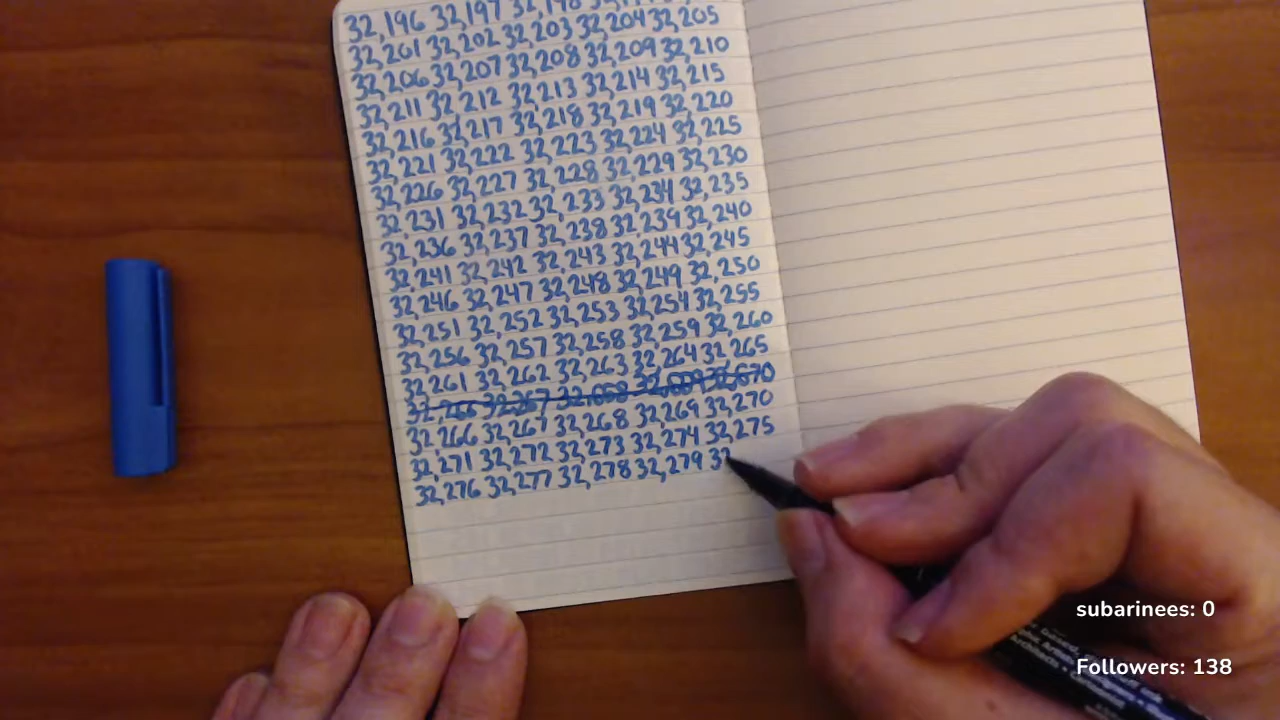 32,196 32,197 32,198
32,201 32,202 32,203 32,204 32,205
32,206 32,207 32,208 32,209 32,210
32,211 32,212 32,213 32,214 32,215
32,216 32,217 32,218 32,219 32,220
32,221 32,222 32,223 32,224 32,225
32,226 32,227 32,228 32,229 32,230
32,231 32,232 32,233 32,234 32,235
32,236 32,237 32,238 32,239 32,240
32,241 32,242 32,243 32,244 32,245
32,246 32,247 32,248 32,249 32,250
32,251 32,252 32,253 32,254 32,255
32,256 32,257 32,258 32,259 32,260
32,261 32,262 32,263 32,264 32,265
32,266 32,267 32,268 32,269 32,270
32,271 32,272 32,273 32,274 32,275
32,276 32,277 32,278 32,279 32,
subarinees: 0
Followers: 138